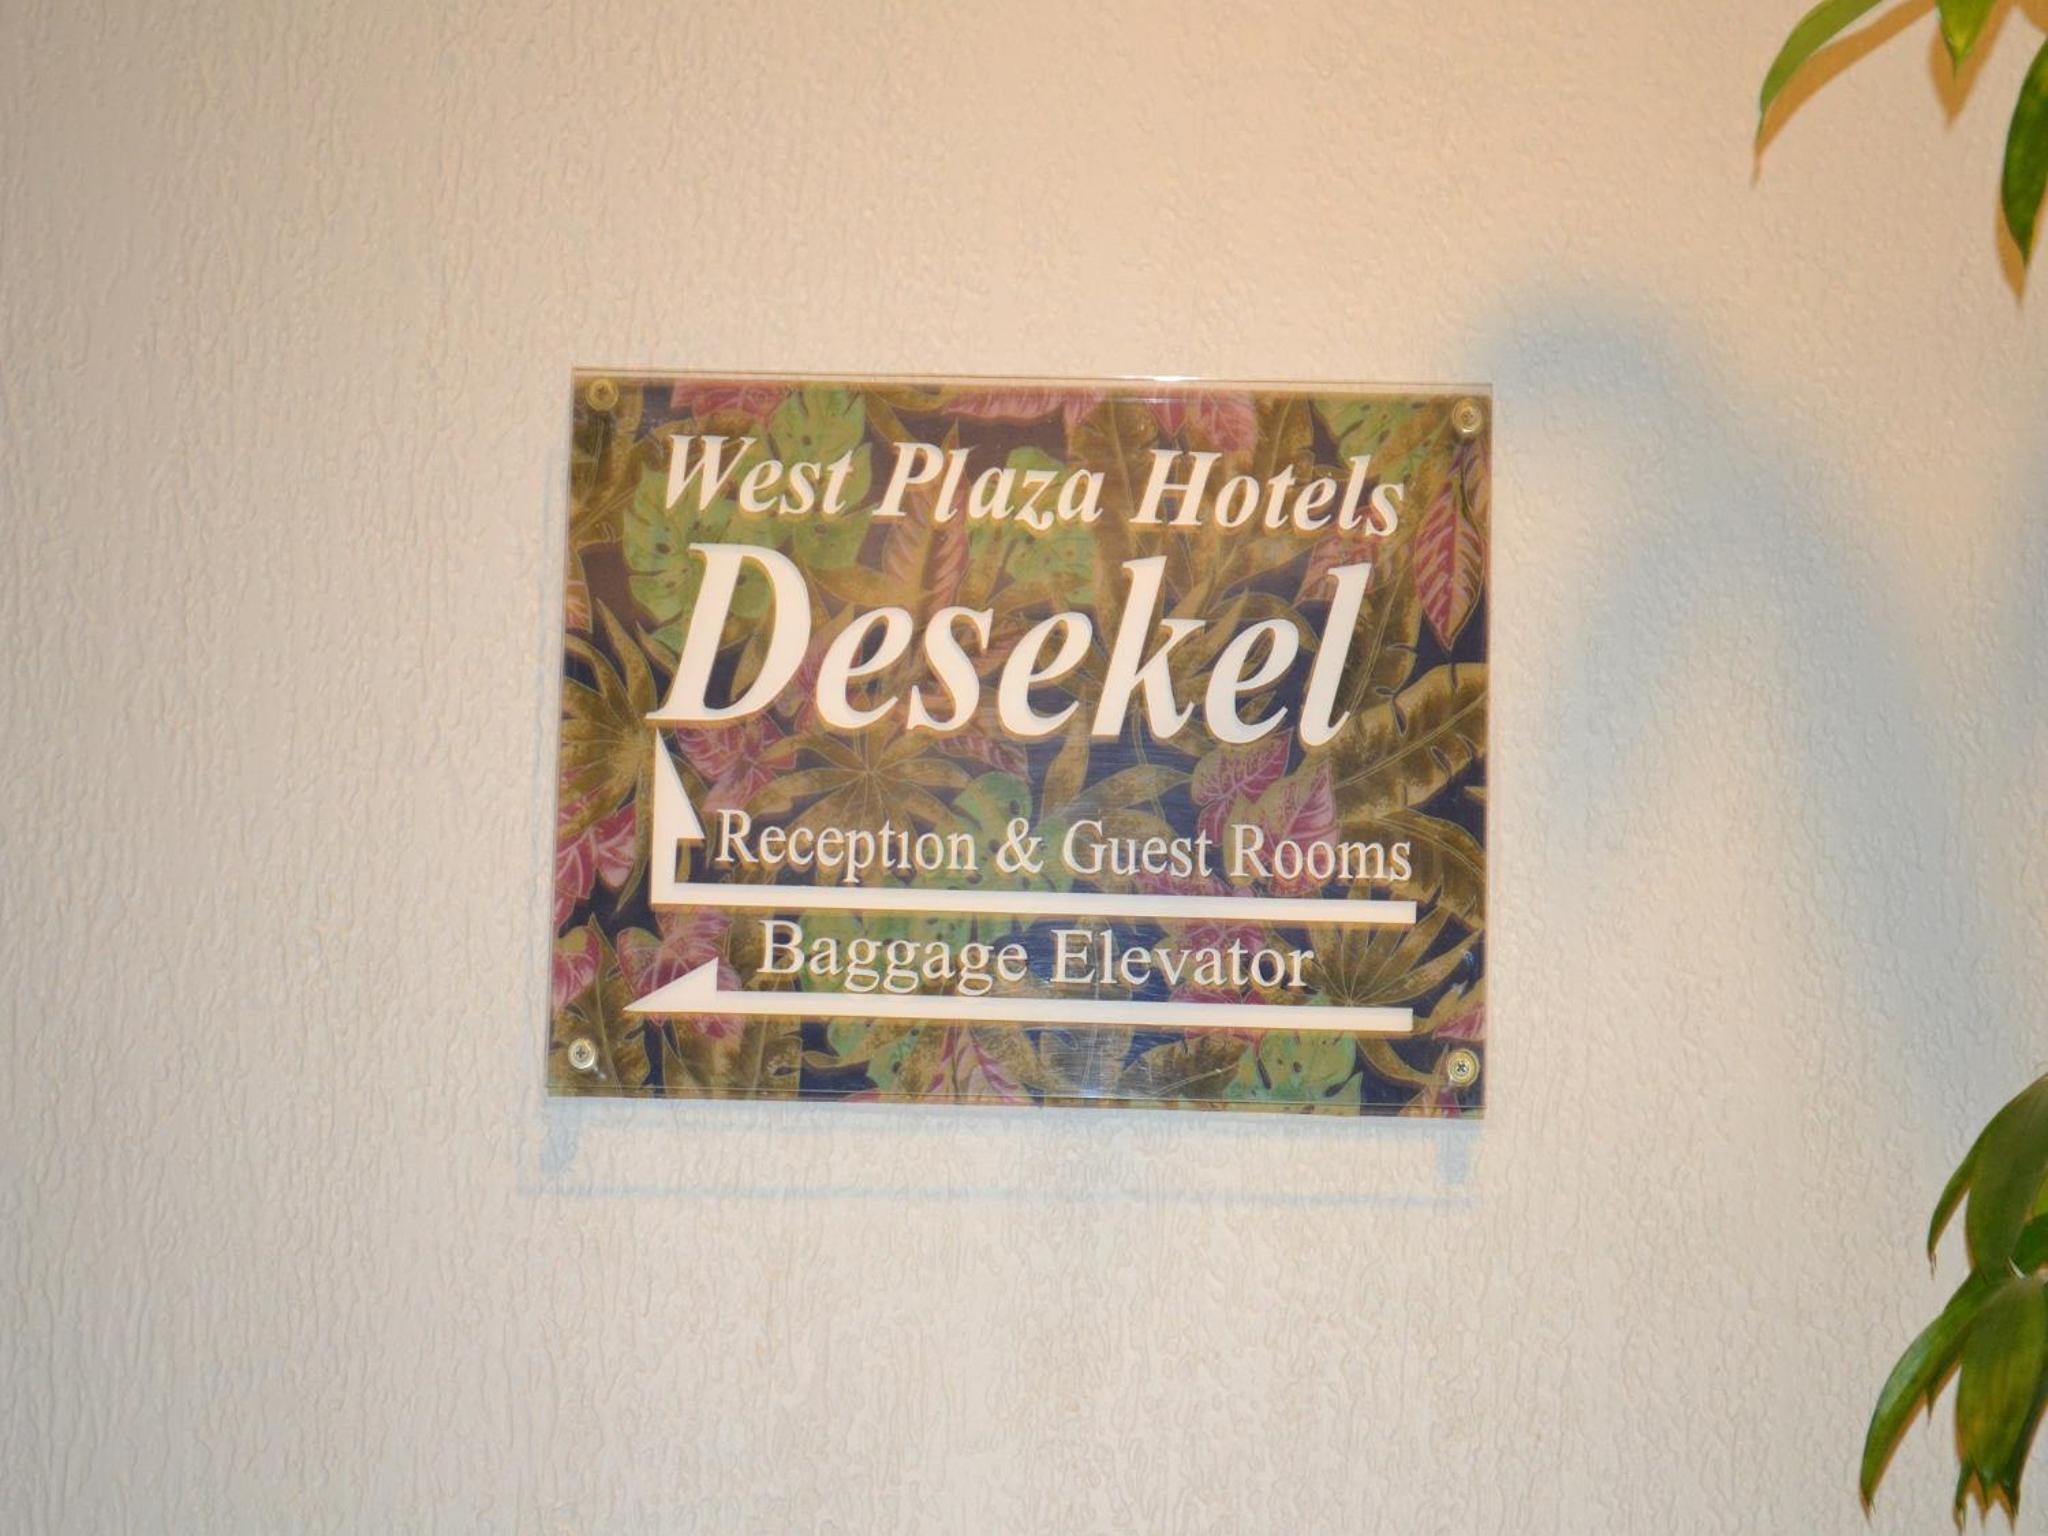 West Plaza Hotels
Desekel
Reception & Guest Rooms
Baggage Elevator